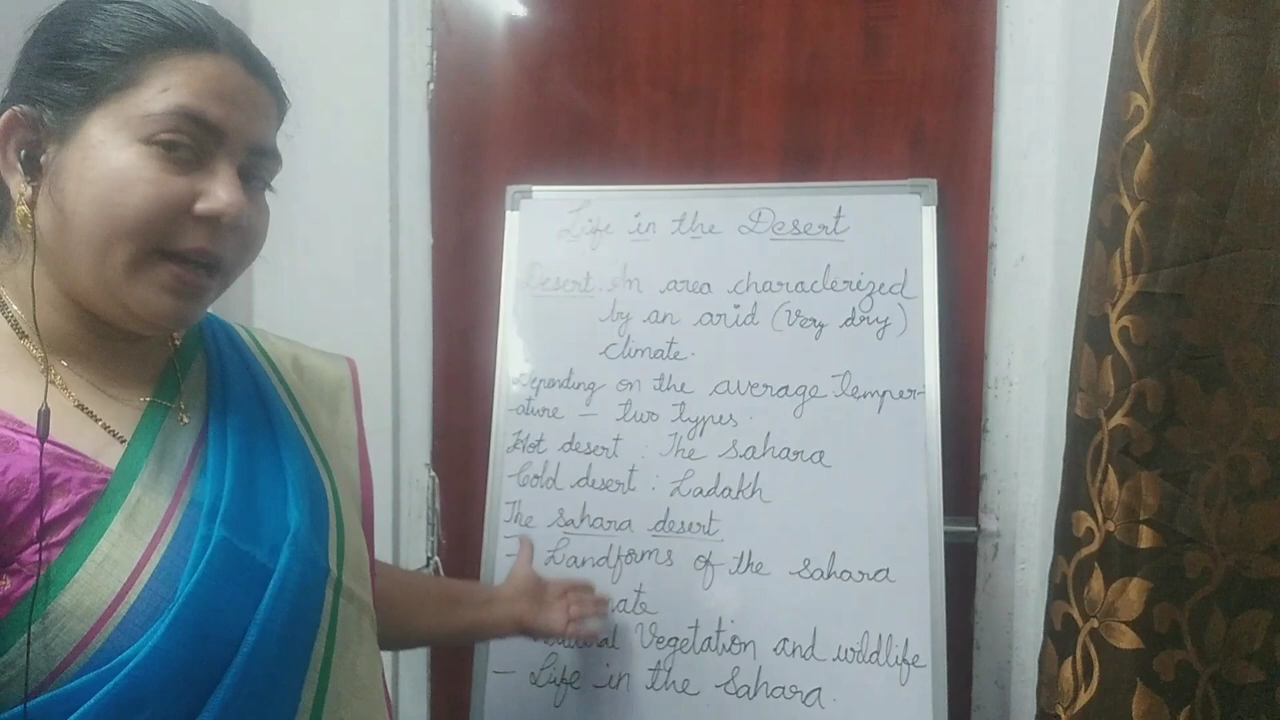 Life in the Desert
Desert. An area characterized
by an arid (very dry)
climate.
Depending on the average Temper-
-ature - two types.
Hot desert : The Sahara
Cold desert : Ladakh
The Sahara desert
- Landforms of the Sahara
Vegetation and wildlife
- Life in the Sahara.